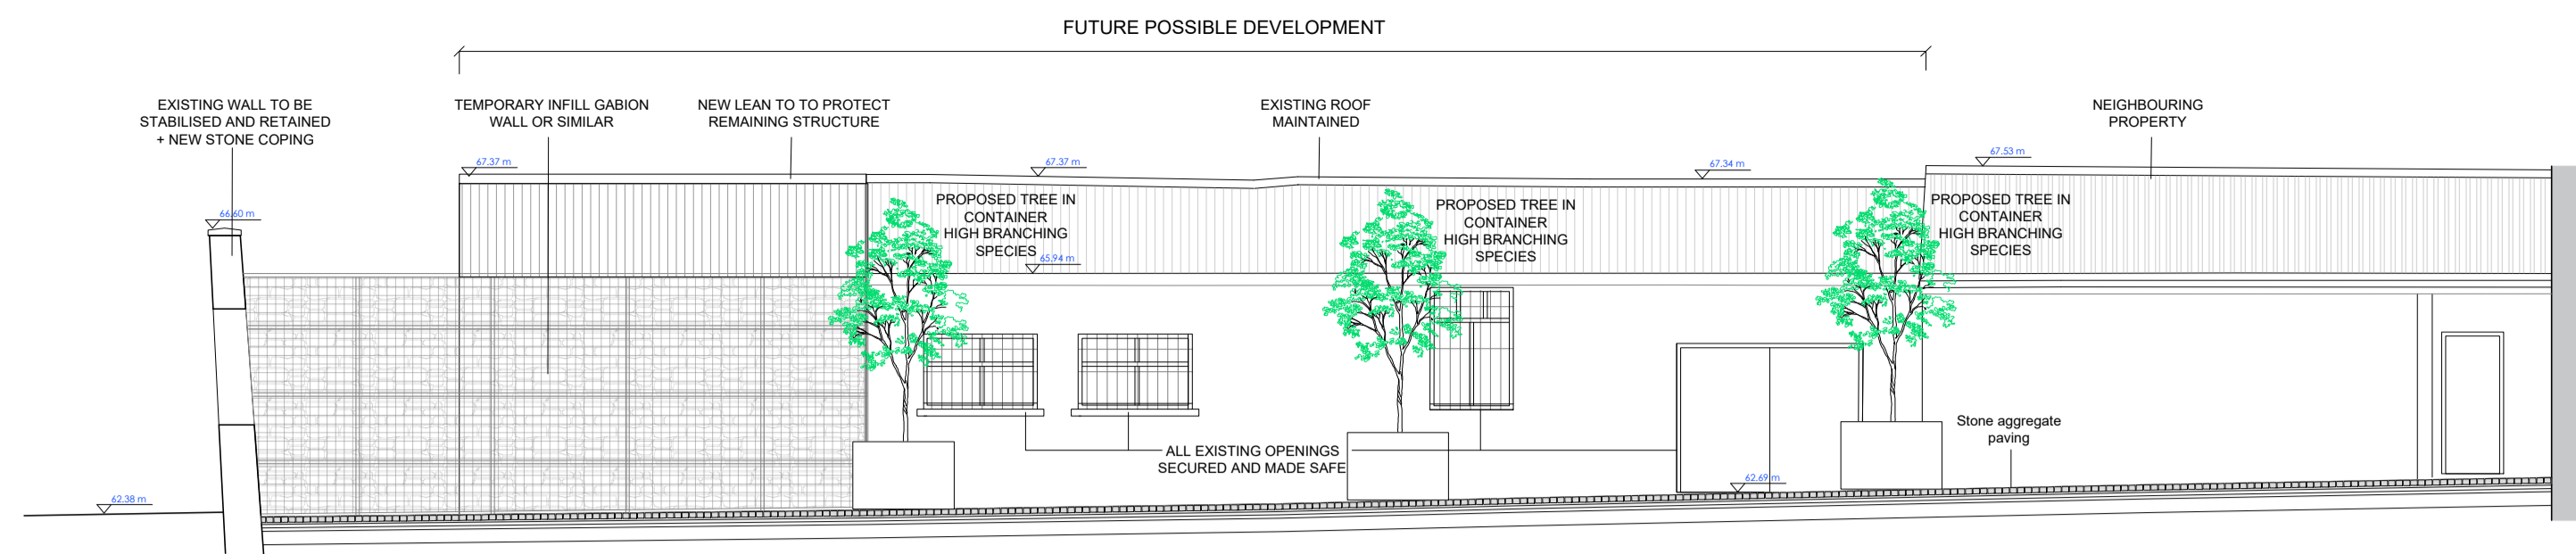 FUTURE POSSIBLE DEVELOPMENT
EXISTING WALL TO BE
STABILISED AND RETAINED
+ NEW STONE COPING
TEMPORARY INFILL GABION
WALL OR SIMILAR
NEW LEAN TO TO PROTECT
REMAINING STRUCTURE
EXISTING ROOF
MAINTAINED
NEIGHBOURING
PROPERTY
67.37 m
67.37 m
67.34 m
67.53 m
66.60 m
PROPOSED TREE IN
CONTAINER
HIGH BRANCHING
SPECIES
65.94 m
PROPOSED TREE IN
CONTAINER
HIGH BRANCHING
SPECIES
PROPOSED TREE IN
CONTAINER
HIGH BRANCHING
SPECIES
ALL EXISTING OPENINGS
SECURED AND MADE SAFE
Stone aggregate
paving
62.69 m
62.38 m